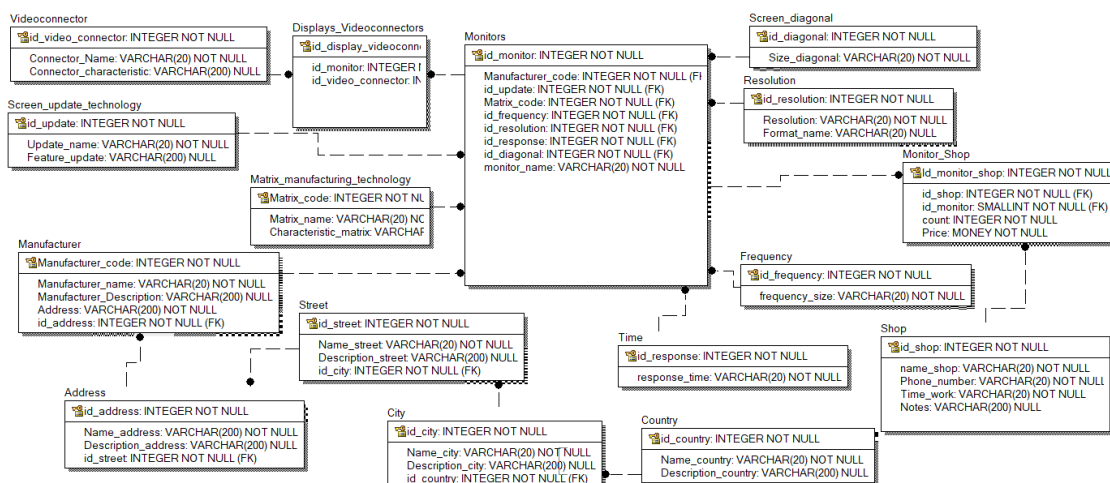 Videoconnector
id_video_connector: INTEGER NOT NULL
Connector_Name: VARCHAR(20) NOT NULL
Connector_characteristic: VARCHAR(200) NULL
Displays_Videoconnectors
id_display_videoconn
id_monitor: INTEGER
id_video_connector: IN
Monitors
id_monitor: INTEGER NOT NULL
Manufacturer_code: INTEGER NOT NULL (FK
id_update: INTEGER NOT NULL (FK)
Matrix_code: INTEGER NOT NULL (FK)
id_frequency: INTEGER NOT NULL (FK)
id_resolution: INTEGER NOT NULL (FK)
id_response: INTEGER NOT NULL (FK)
id_diagonal: INTEGER NOT NULL (FK)
monitor_name: VARCHAR(20) NOT NULL
Screen_diagonal
id_diagonal: INTEGER NOT NULL
Size_diagonal: VARCHAR(20) NOT NULL
Resolution
id_resolution: INTEGER NOT NULL
Resolution: VARCHAR(20) NOT NULL
Format_name: VARCHAR(20) NOT NULL
Screen_update_technology
id_update: INTEGER NOT NULL
Update_name: VARCHAR(20) NOT NULL
Feature_update: VARCHAR(200) NULL
Monitor_Shop
Id_monitor_shop: INTEGER NOT NULL
id_shop: INTEGER NOT NULL (FK)
id_monitor: SMALLINT NOT NULL (FK)
count: INTEGER NOT NULL
Price: MONEY NOT NULL
Matrix_manufacturing_technology
Matrix_code: INTEGER NOT NU
Matrix_name: VARCHAR(20) NO
Characteristic_matrix: VARCHAR
Manufacturer
Manufacturer_code: INTEGER NOT NULL
Manufacturer_name: VARCHAR(20) NOT NULL
Manufacturer_Description: VARCHAR(200) NULL
Address: VARCHAR(200) NOT NULL
id_address: INTEGER NOT NULL (FK)
Frequency
id_frequency: INTEGER NOT NULL
frequency_size: VARCHAR(20) NOT NULL
Street
id_street: INTEGER NOT NULL
Name_street: VARCHAR(20) NOT NULL
Description_street: VARCHAR(200) NULL
id_city: INTEGER NOT NULL (FK)
Time
id_response: INTEGER NOT NULL
response_time: VARCHAR(20) NOT NULL
Shop
id_shop: INTEGER NOT NULL
name_shop: VARCHAR(20) NOT NULL
Phone_number: VARCHAR(20) NOT NULL
Time_work: VARCHAR(20) NOT NULL
Notes: VARCHAR(200) NULL
Address
id_address: INTEGER NOT NULL
Name_address: VARCHAR(200) NOT NULL
Description_address: VARCHAR(200) NULL
id_street: INTEGER NOT NULL (FK)
City
id_city: INTEGER NOT NULL
Name_city: VARCHAR(20) NOT NULL
Description_city: VARCHAR(200) NULL
id_country: INTEGER NOT NULL (FK)
Country
id_country: INTEGER NOT NULL
Name_country: VARCHAR(20) NOT NULL
Description_country: VARCHAR(200) NULL